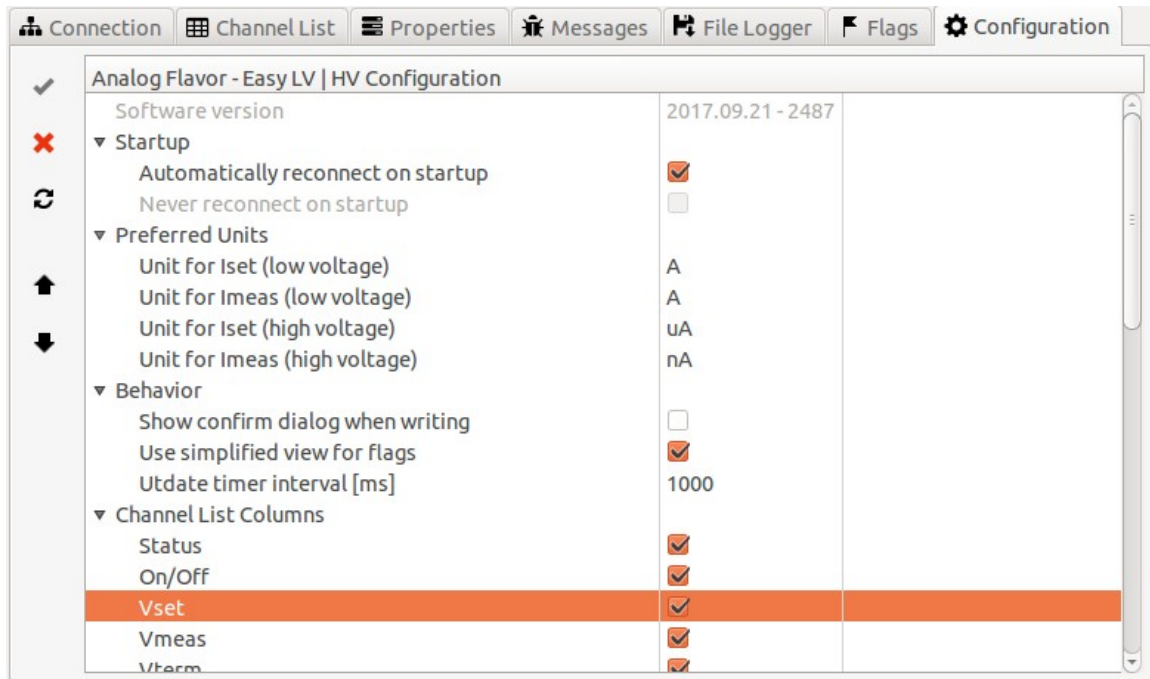 Connection Channel List Properties Messages File Logger Flags Configuration
Analog Flavor - Easy LV | HV Configuration
Software version 2017.09.21 - 2487
Startup
Automatically reconnect on startup
Never reconnect on startup
Preferred Units
Unit for Iset (low voltage) A
Unit for Imeas (low voltage) A
Unit for Iset (high voltage) uA
Unit for Imeas (high voltage) nA
Behavior
Show confirm dialog when writing
Use simplified view for flags
Utdate timer interval [ms] 1000
Channel List Columns
Status
On/Off
Vset
Vmeas
Vterm